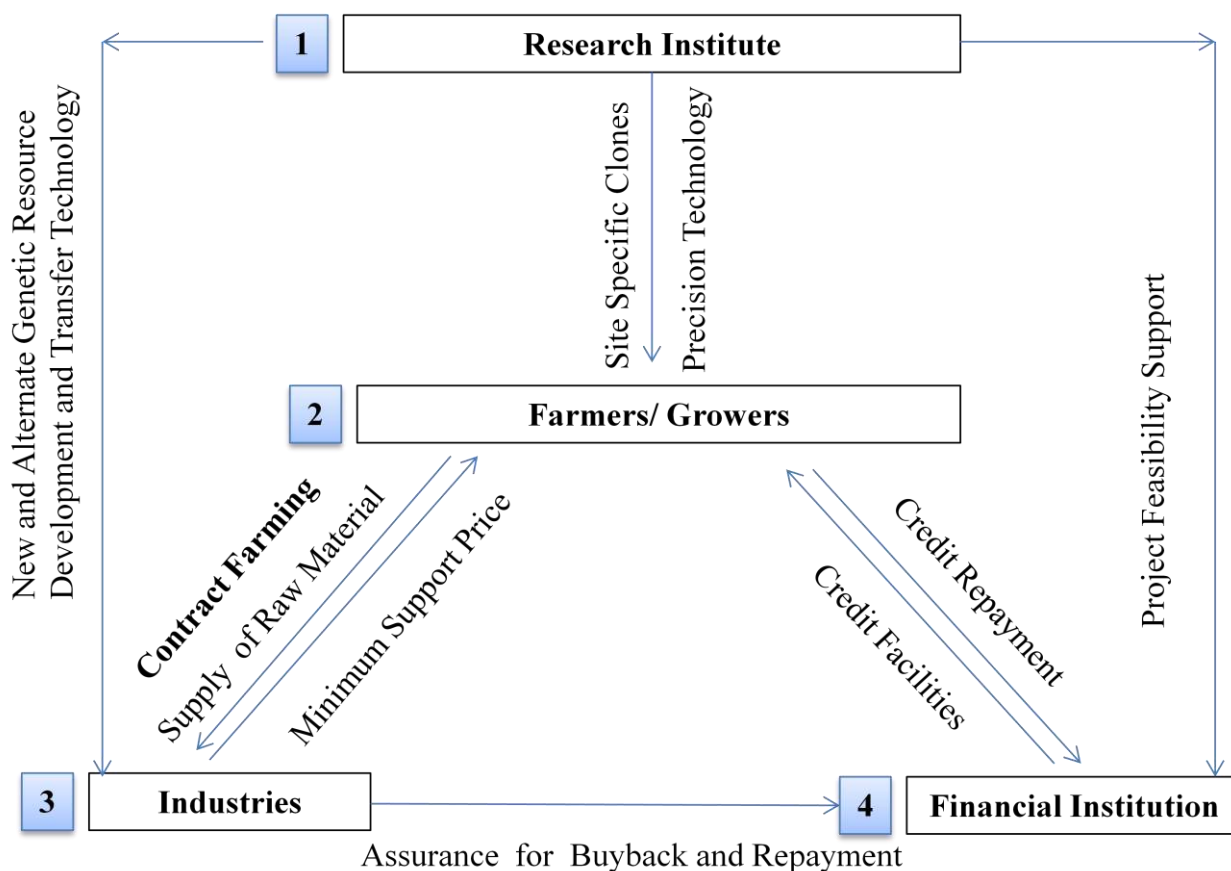 1
Research Institute
New and Alternate Genetic Resource
Development and Transfer Technology
Site Specific Clones
Precision Technology
Project Feasibility Support
2
Farmers/ Growers
Contract Farming
Supply of Raw Material
Minimum Support Price
Credit Repayment
Credit Facilities
3
Industries
4
Financial Institution
Assurance for Buyback and Repayment